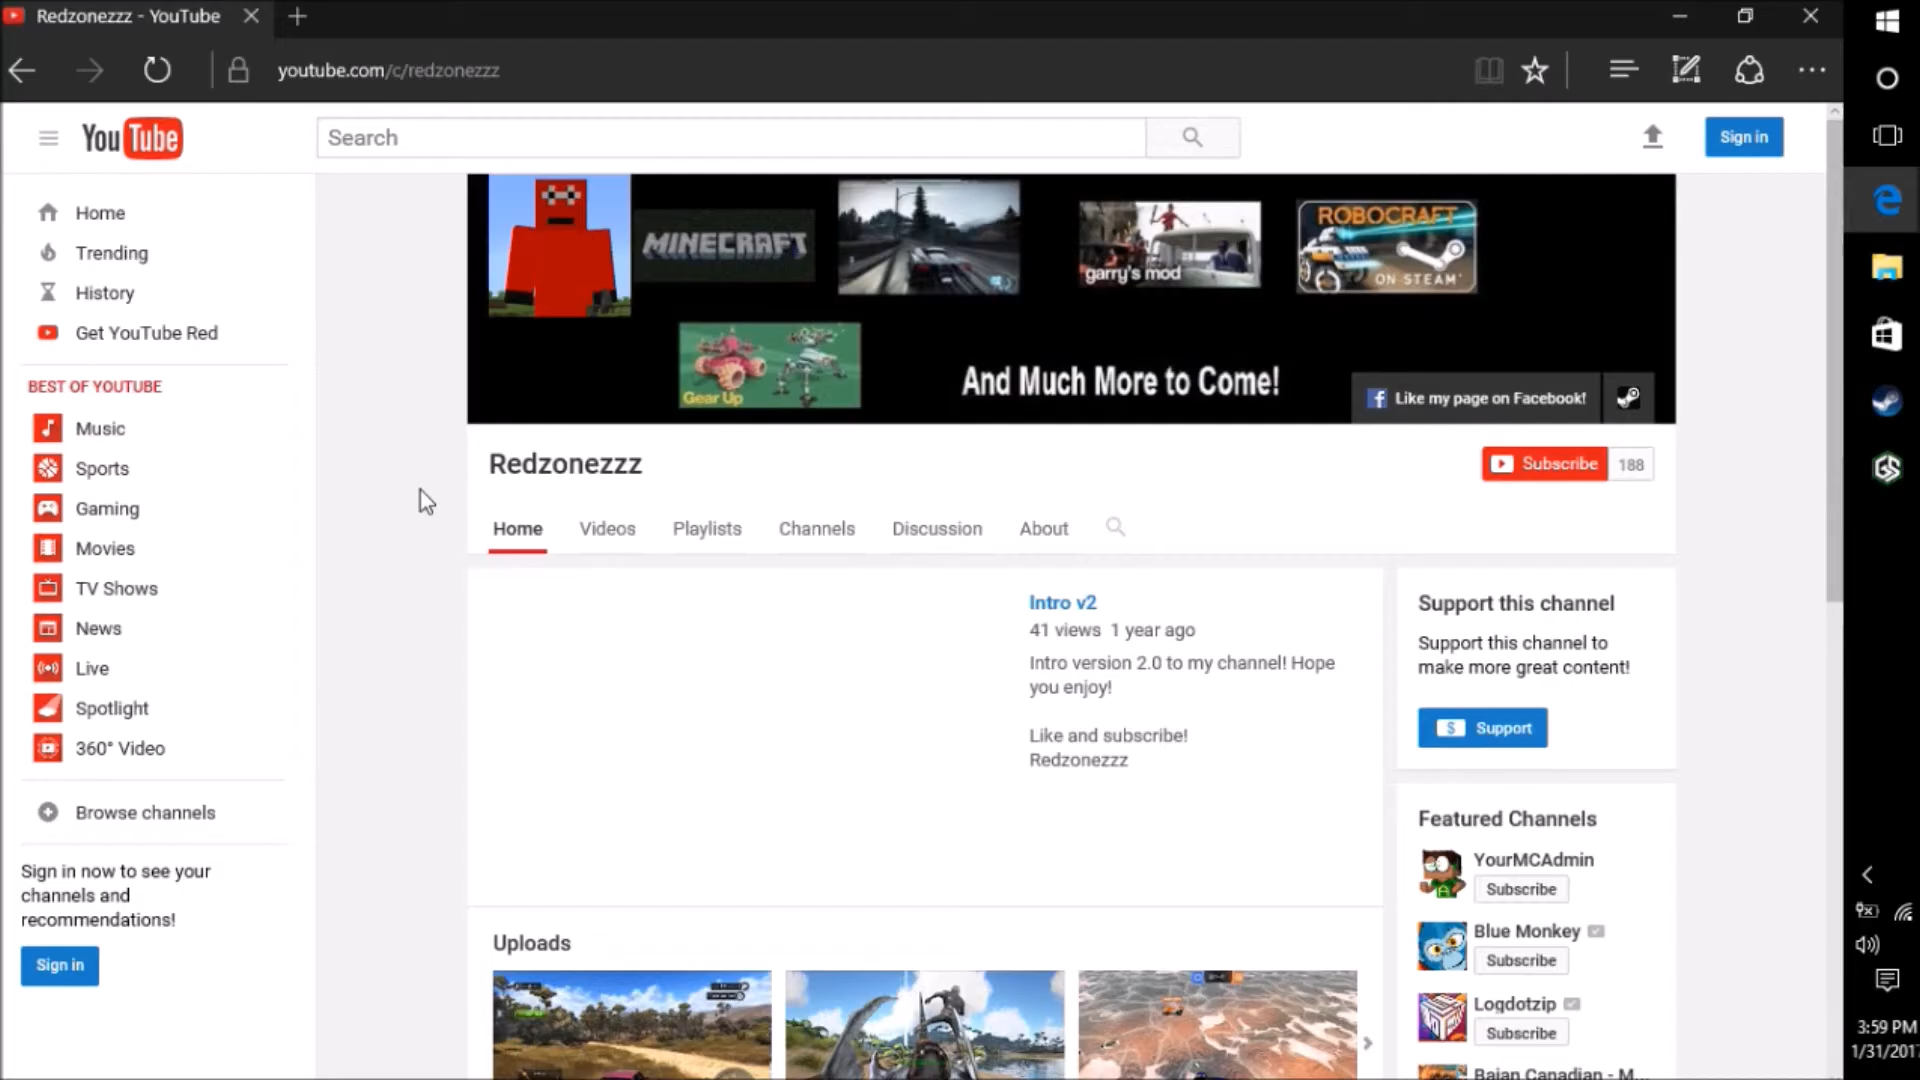 Redzonezzz - YouTube
youtube.com/c/redzonezzz
YouTube
Search
Sign in
Home
Trending
History
Get YouTube Red
BEST OF YOUTUBE
Music
Sports
Gaming
Movies
TV Shows
News
Live
Spotlight
360° Video
Browse channels
Sign in now to see your
channels and
recommendations!
Sign in
MINECRAFT
garry's mod
ROBOCRAFT
ON STEAM
Gear Up
And Much More to Come!
Like my page on Facebook!
Redzonezzz
Subscribe 188
Home Videos Playlists Channels Discussion About
Intro v2
41 views 1 year ago
Intro version 2.0 to my channel! Hope
you enjoy!
Like and subscribe!
Redzonezzz
Uploads
Support this channel
Support this channel to
make more great content!
$ Support
Featured Channels
YourMCAdmin
Subscribe
Blue Monkey
Subscribe
Logdotzip
Subscribe
Bajan Canadian - M...
3:59 PM
1/31/2017